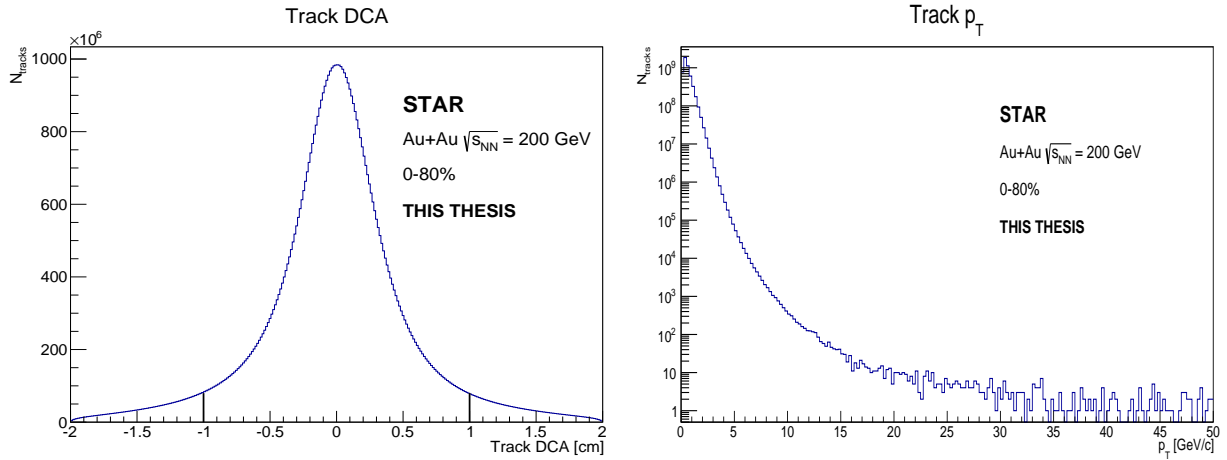 Track DCA
×10^6
N_tracks
1000
800
600
400
200
0
STAR
Au+Au √s_NN = 200 GeV
0-80%
THIS THESIS
-2 -1.5 -1 -0.5 0 0.5 1 1.5 2
Track DCA [cm]
Track p_T
N_tracks
10^9
10^8
10^7
10^6
10^5
10^4
10^3
10^2
10
1
STAR
Au+Au √s_NN = 200 GeV
0-80%
THIS THESIS
0 5 10 15 20 25 30 35 40 45 50
p_T [GeV/c]